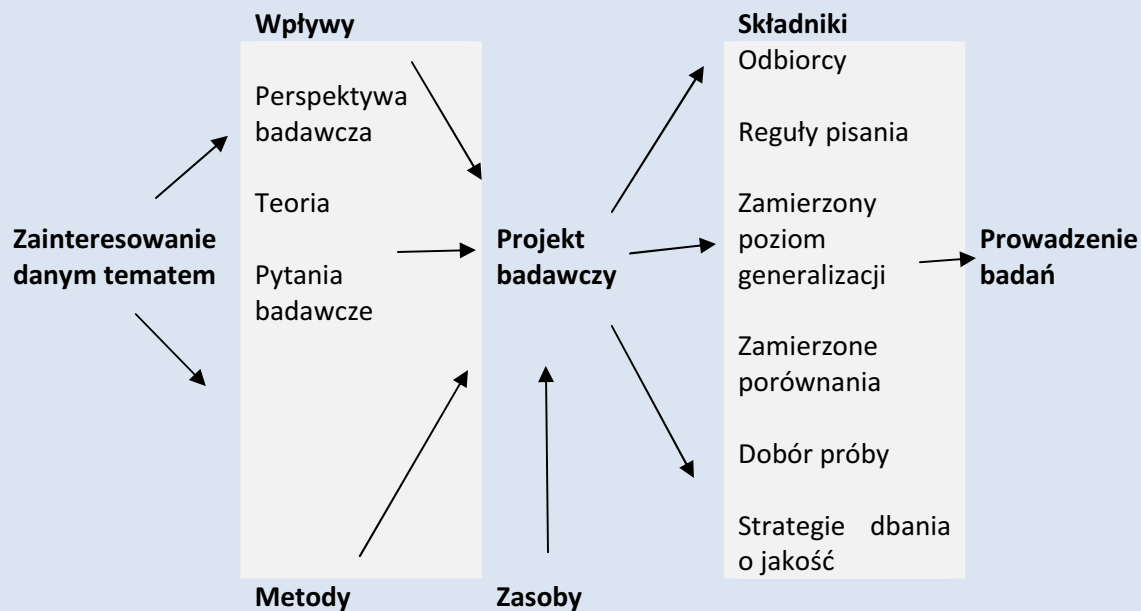 Wpływy
Perspektywa
badawcza
Teoria
Pytania
badawcze
Zainteresowanie
danym tematem
Projekt
badawczy
Składniki
Odbiorcy
Reguły pisania
Zamierzony
poziom
generalizacji
Zamierzone
porównania
Dobór próby
Strategie dbania
o jakość
Prowadzenie
badań
Metody
Zasoby